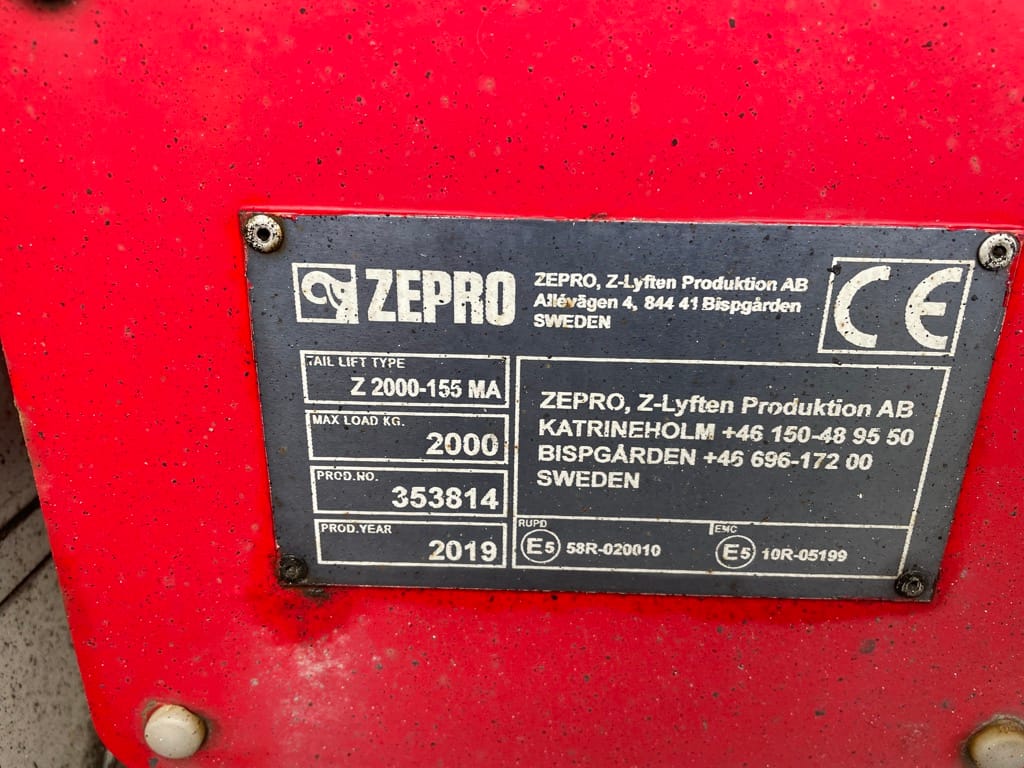 ZEPRO
ZEPRO, Z-Lyften Produktion AB
Allévägen 4, 844 41 Bispgården
SWEDEN
CE
TAIL LIFT TYPE
Z 2000-155 MA
MAX LOAD KG.
2000
PROD.NO.
353814
PROD.YEAR
2019
ZEPRO, Z-Lyften Produktion AB
KATRINEHOLM +46 150-48 95 50
BISPGÅRDEN +46 696-172 00
SWEDEN
RUPD
E5 58R-020010
EMC
E5 10R-05199